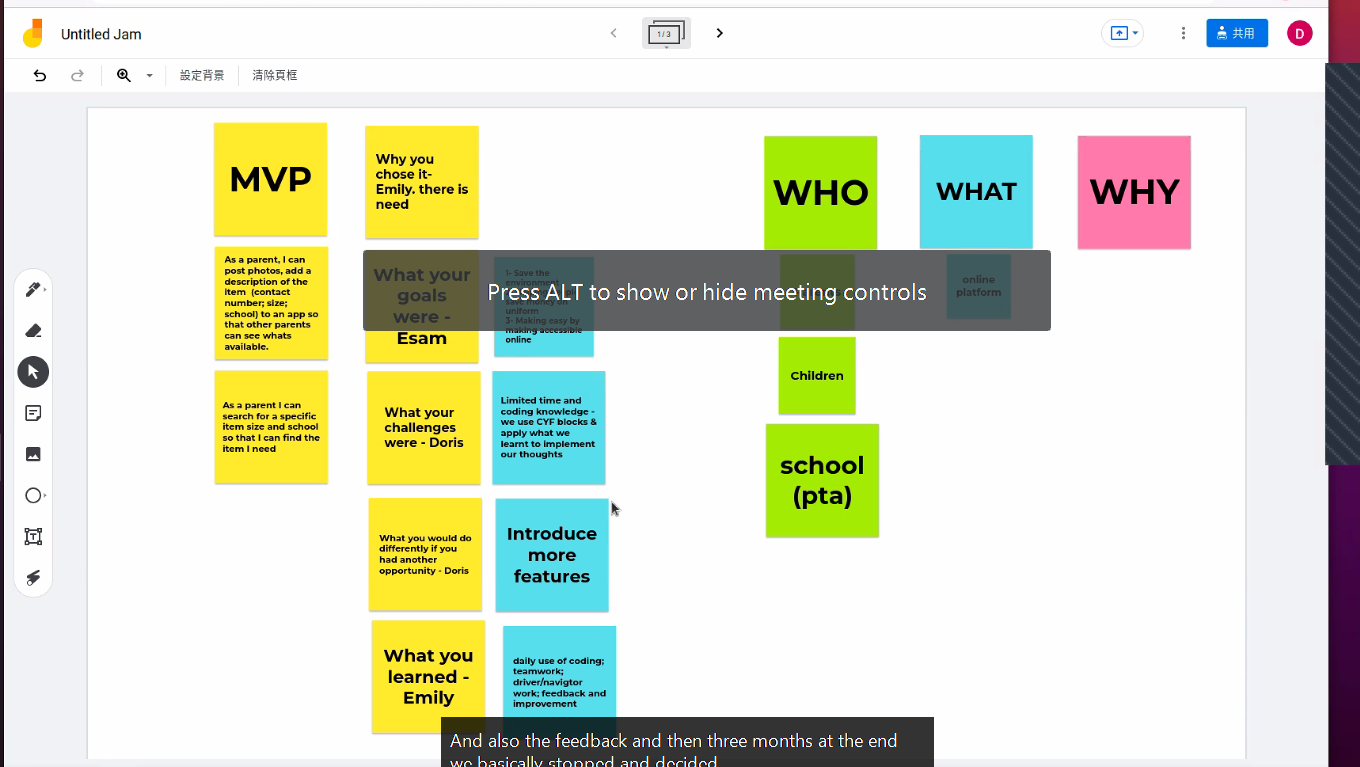 Untitled Jam
1 / 3
共用
D
設定背景
清除頁框
MVP
Why you
chose it-
Emily. there is
need
WHO
WHAT
WHY
As a parent, I can
post photos, add a
description of the
item (contact
number; size;
school) to an app so
that other parents
can see whats
available.
What your
goals
were -
Esam
1- Save the
environment
save money on
uniform
3- Making easy by
making accessible
online
online
platform
Press ALT to show or hide meeting controls
Children
As a parent I can
search for a specific
item size and school
so that I can find the
item I need
What your
challenges
were - Doris
Limited time and
coding knowledge -
we use CYF blocks &
apply what we
learnt to implement
our thoughts
school
(pta)
What you would do
differently if you
had another
opportunity - Doris
Introduce
more
features
What you
learned -
Emily
daily use of coding;
teamwork;
driver/navigtor
work; feedback and
improvement
And also the feedback and then three months at the end
we basically stopped and decided